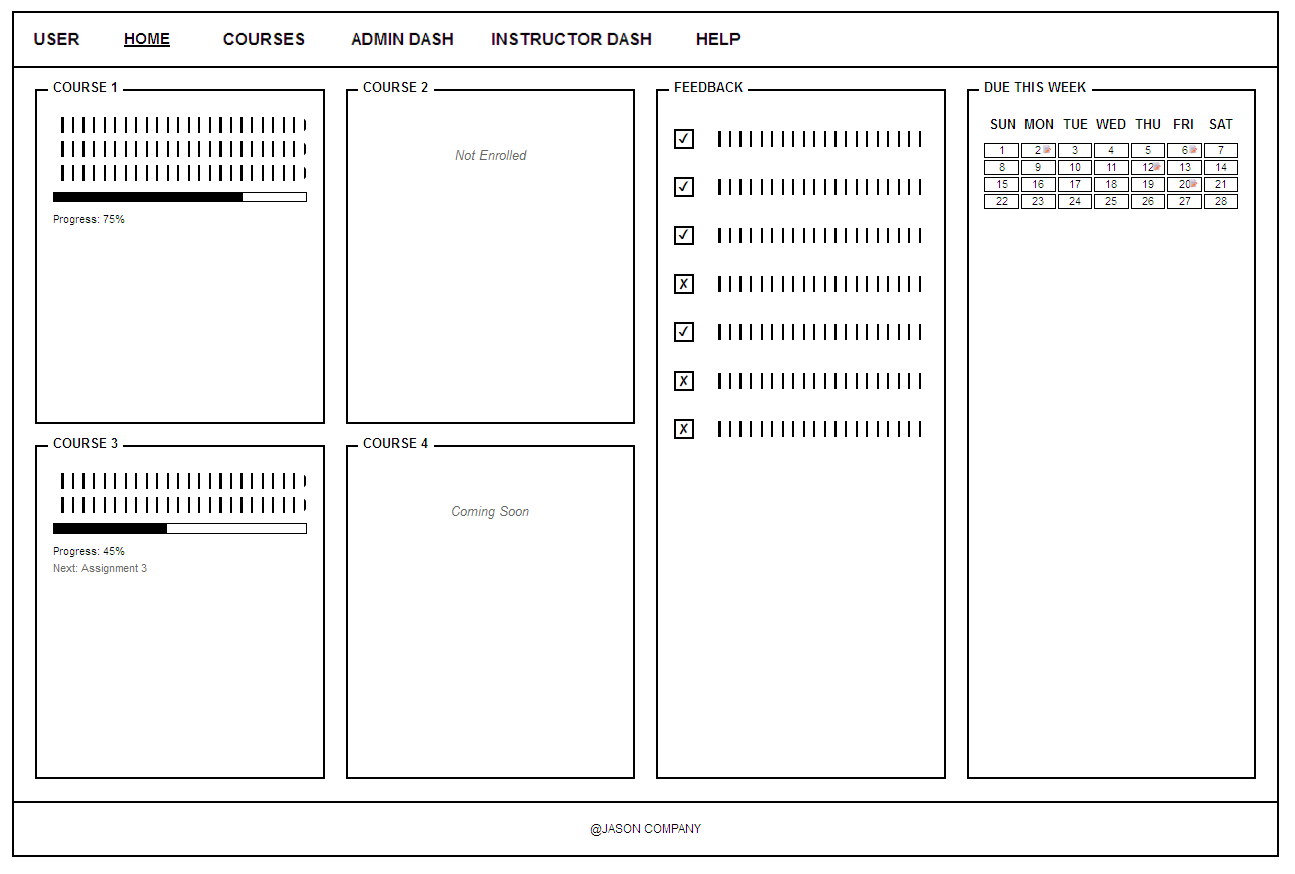 USER HOME COURSES ADMIN DASH INSTRUCTOR DASH HELP
COURSE 1
Progress: 75%
COURSE 2
Not Enrolled
COURSE 3
Progress: 45%
Next: Assignment 3
COURSE 4
Coming Soon
FEEDBACK
✓
✓
✓
X
✓
X
X
DUE THIS WEEK
SUN MON TUE WED THU FRI SAT
1 2 3 4 5 6 7
8 9 10 11 12 13 14
15 16 17 18 19 20 21
22 23 24 25 26 27 28
@JASON COMPANY